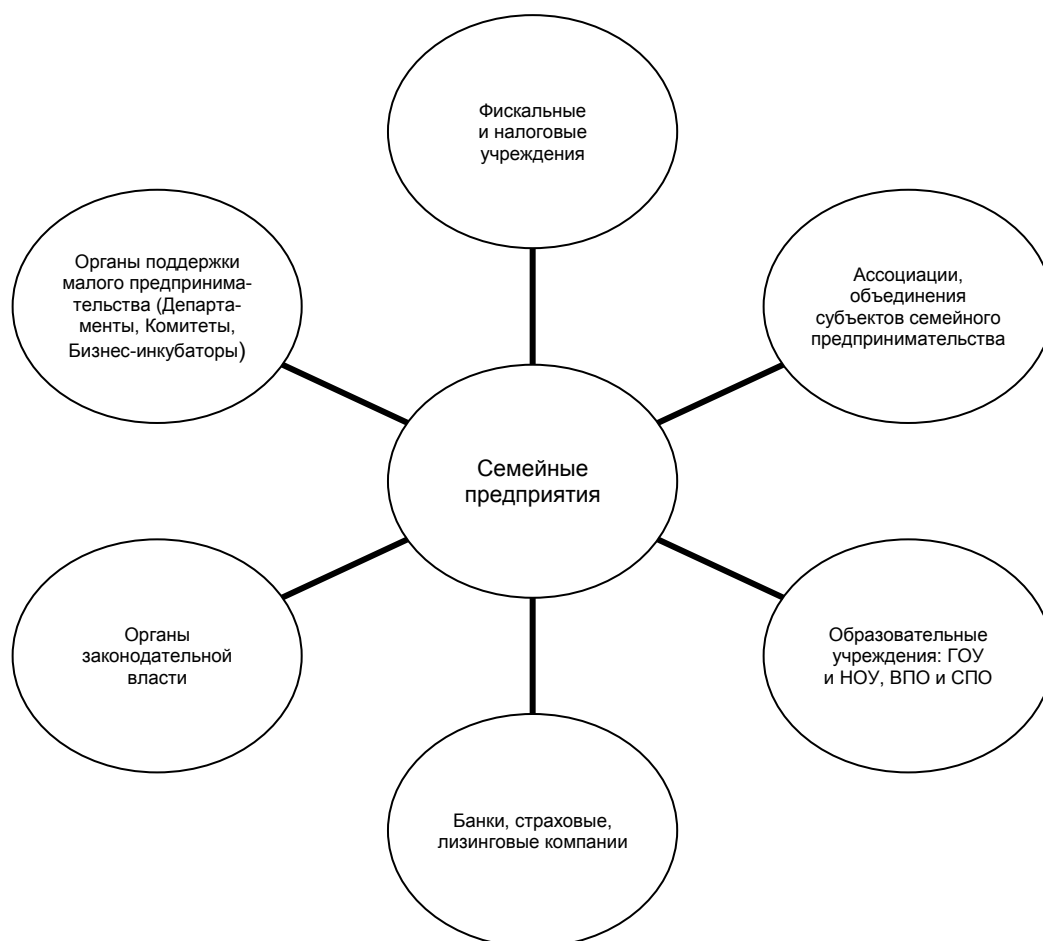 Фискальные
и налоговые
учреждения
Органы поддержки
малого предпринима-
тельства (Департа-
менты, Комитеты,
Бизнес-инкубаторы)
Ассоциации,
объединения
субъектов семейного
предпринимательства
Семейные
предприятия
Органы
законодательной
власти
Образовательные
учреждения: ГОУ
и НОУ, ВПО и СПО
Банки, страховые,
лизинговые компании